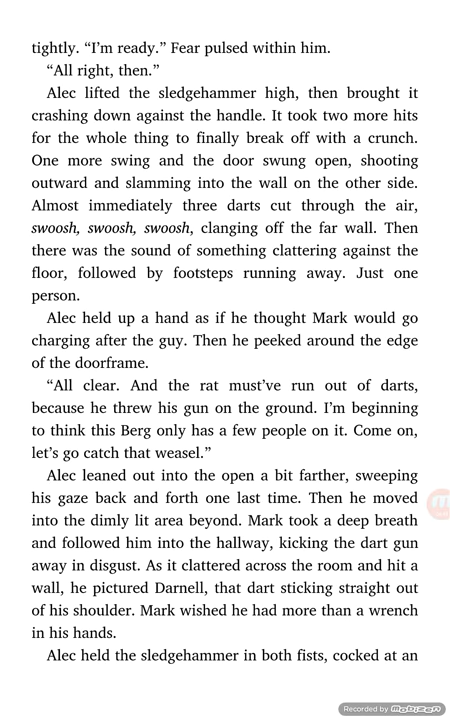 tightly. “I’m ready.” Fear pulsed within him.
“All right, then.”
Alec lifted the sledgehammer high, then brought it
crashing down against the handle. It took two more hits
for the whole thing to finally break off with a crunch.
One more swing and the door swung open, shooting
outward and slamming into the wall on the other side.
Almost immediately three darts cut through the air,
swoosh, swoosh, swoosh, clanging off the far wall. Then
there was the sound of something clattering against the
floor, followed by footsteps running away. Just one
person.
Alec held up a hand as if he thought Mark would go
charging after the guy. Then he peeked around the edge
of the doorframe.
“All clear. And the rat must’ve run out of darts,
because he threw his gun on the ground. I’m beginning
to think this Berg only has a few people on it. Come on,
let’s go catch that weasel.”
Alec leaned out into the open a bit farther, sweeping
his gaze back and forth one last time. Then he moved
into the dimly lit area beyond. Mark took a deep breath
and followed him into the hallway, kicking the dart gun
away in disgust. As it clattered across the room and hit a
wall, he pictured Darnell, that dart sticking straight out
of his shoulder. Mark wished he had more than a wrench
in his hands.
Alec held the sledgehammer in both fists, cocked at an
Recorded by Mobizen